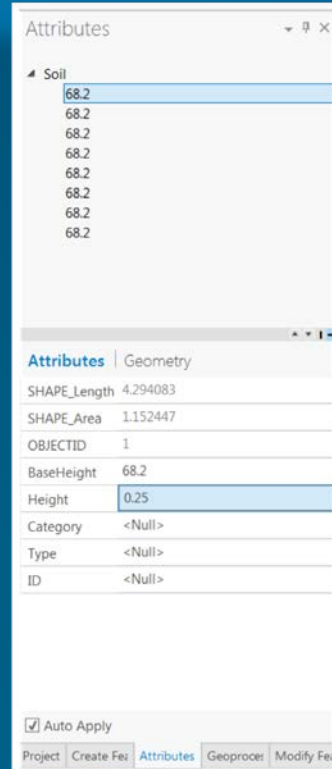 Attributes
Soil
68.2
68.2
68.2
68.2
68.2
68.2
68.2
68.2
Attributes | Geometry
SHAPE_Length 4.294083
SHAPE_Area 1.152447
OBJECTID 1
BaseHeight 68.2
Height 0.25
Category <Null>
Type <Null>
ID <Null>
Auto Apply
Project Create Fea Attributes Geoproces Modify Fea